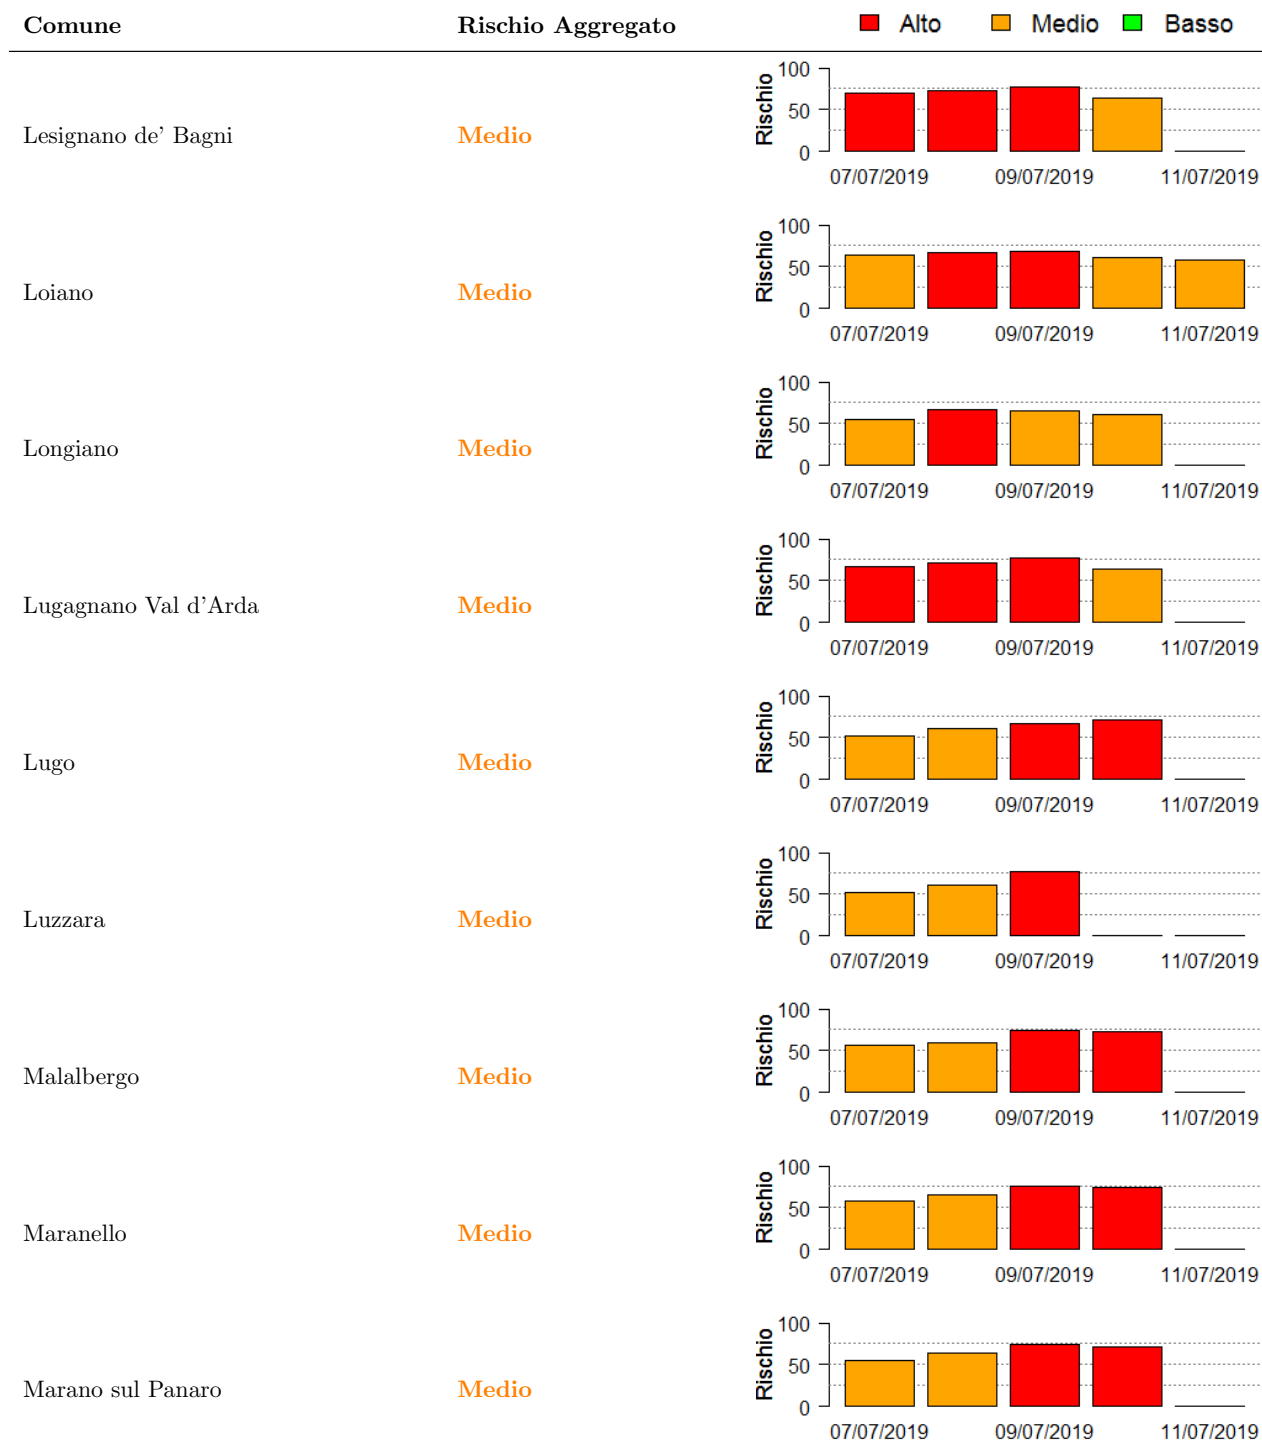 Comune Rischio Aggregato Alto Medio Basso
Lesignano de' Bagni Medio Rischio 100 50 0
07/07/2019 09/07/2019 11/07/2019
Loiano Medio Rischio 100 50 0
07/07/2019 09/07/2019 11/07/2019
Longiano Medio Rischio 100 50 0
07/07/2019 09/07/2019 11/07/2019
Lugagnano Val d'Arda Medio Rischio 100 50 0
07/07/2019 09/07/2019 11/07/2019
Lugo Medio Rischio 100 50 0
07/07/2019 09/07/2019 11/07/2019
Luzzara Medio Rischio 100 50 0
07/07/2019 09/07/2019 11/07/2019
Malalbergo Medio Rischio 100 50 0
07/07/2019 09/07/2019 11/07/2019
Maranello Medio Rischio 100 50 0
07/07/2019 09/07/2019 11/07/2019
Marano sul Panaro Medio Rischio 100 50 0
07/07/2019 09/07/2019 11/07/2019